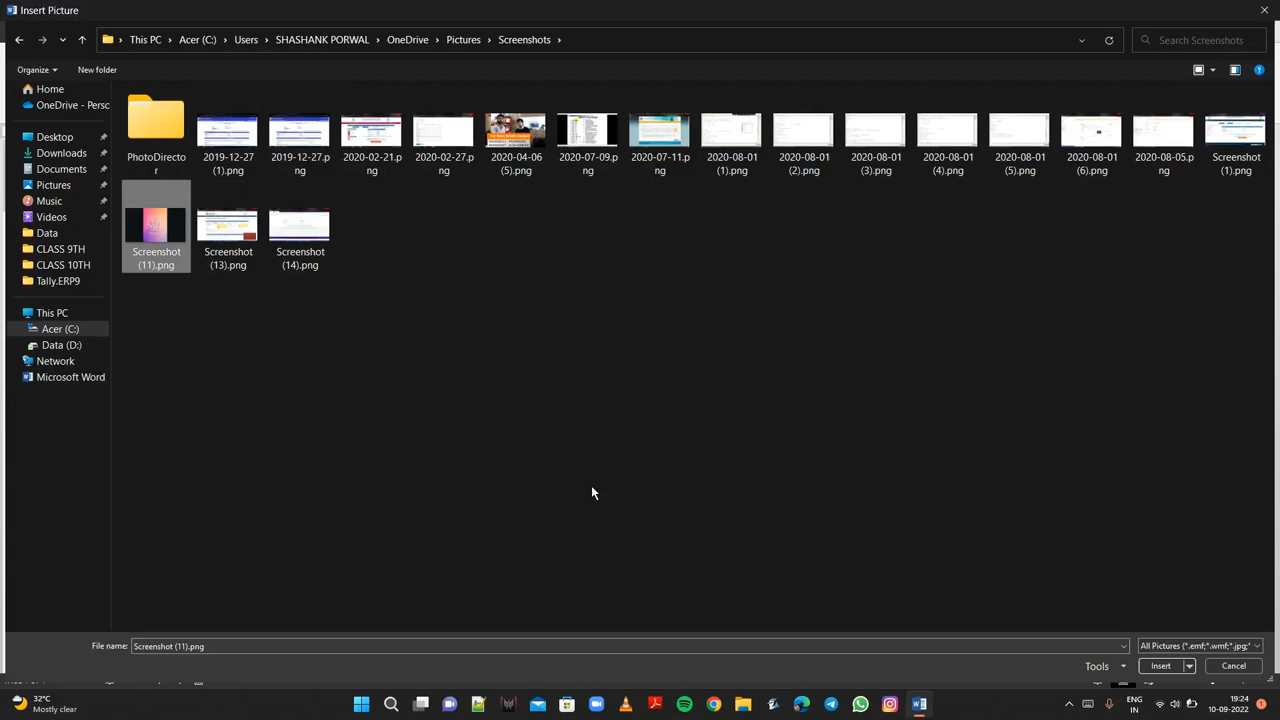 Insert Picture
This PC > Acer (C:) > Users > SHASHANK PORWAL > OneDrive > Pictures > Screenshots >
Search Screenshots
Organize
New folder
Home
OneDrive - Perso
Desktop
Downloads
Documents
Pictures
Music
Videos
Data
CLASS 9TH
CLASS 10TH
Tally.ERP9
This PC
Acer (C:)
Data (D:)
Network
Microsoft Word
PhotoDirecto
r
2019-12-27
(1).png
2019-12-27.p
ng
2020-02-21.p
ng
2020-02-27.p
ng
2020-04-06
(5).png
2020-07-09.p
ng
2020-07-11.p
ng
2020-08-01
(1).png
2020-08-01
(2).png
2020-08-01
(3).png
2020-08-01
(4).png
2020-08-01
(5).png
2020-08-01
(6).png
2020-08-05.p
ng
Screenshot
(1).png
Screenshot
(11).png
Screenshot
(13).png
Screenshot
(14).png
File name: Screenshot (11).png
All Pictures (*.emf;*.wmf;*.jpg;*
Tools
Insert
Cancel
32°C
Mostly clear
ENG
IN
19:24
10-09-2022